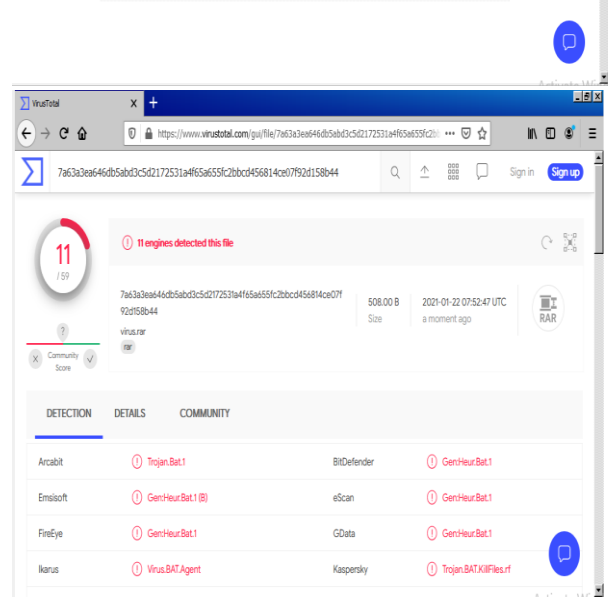 VirusTotal
https://www.virustotal.com/gui/file/7a63a3ea646db5abd3c5d2172531a4f65a655fc2bb
7a63a3ea646db5abd3c5d2172531a4f65a655fc2bbcd456814ce07f92d158b44
Sign in
Sign up
11
/ 59
11 engines detected this file
7a63a3ea646db5abd3c5d2172531a4f65a655fc2bbcd456814ce07f
92d158b44
virus.rar
rar
508.00 B
Size
2021-01-22 07:52:47 UTC
a moment ago
RAR
?
Community
Score
DETECTION DETAILS COMMUNITY
Arcabit Trojan.Bat.1 BitDefender Gen:Heur.Bat.1
Emsisoft Gen:Heur.Bat.1 (B) eScan Gen:Heur.Bat.1
FireEye Gen:Heur.Bat.1 GData Gen:Heur.Bat.1
Ikarus Virus.BAT.Agent Kaspersky Trojan.BAT.KillFiles.rf